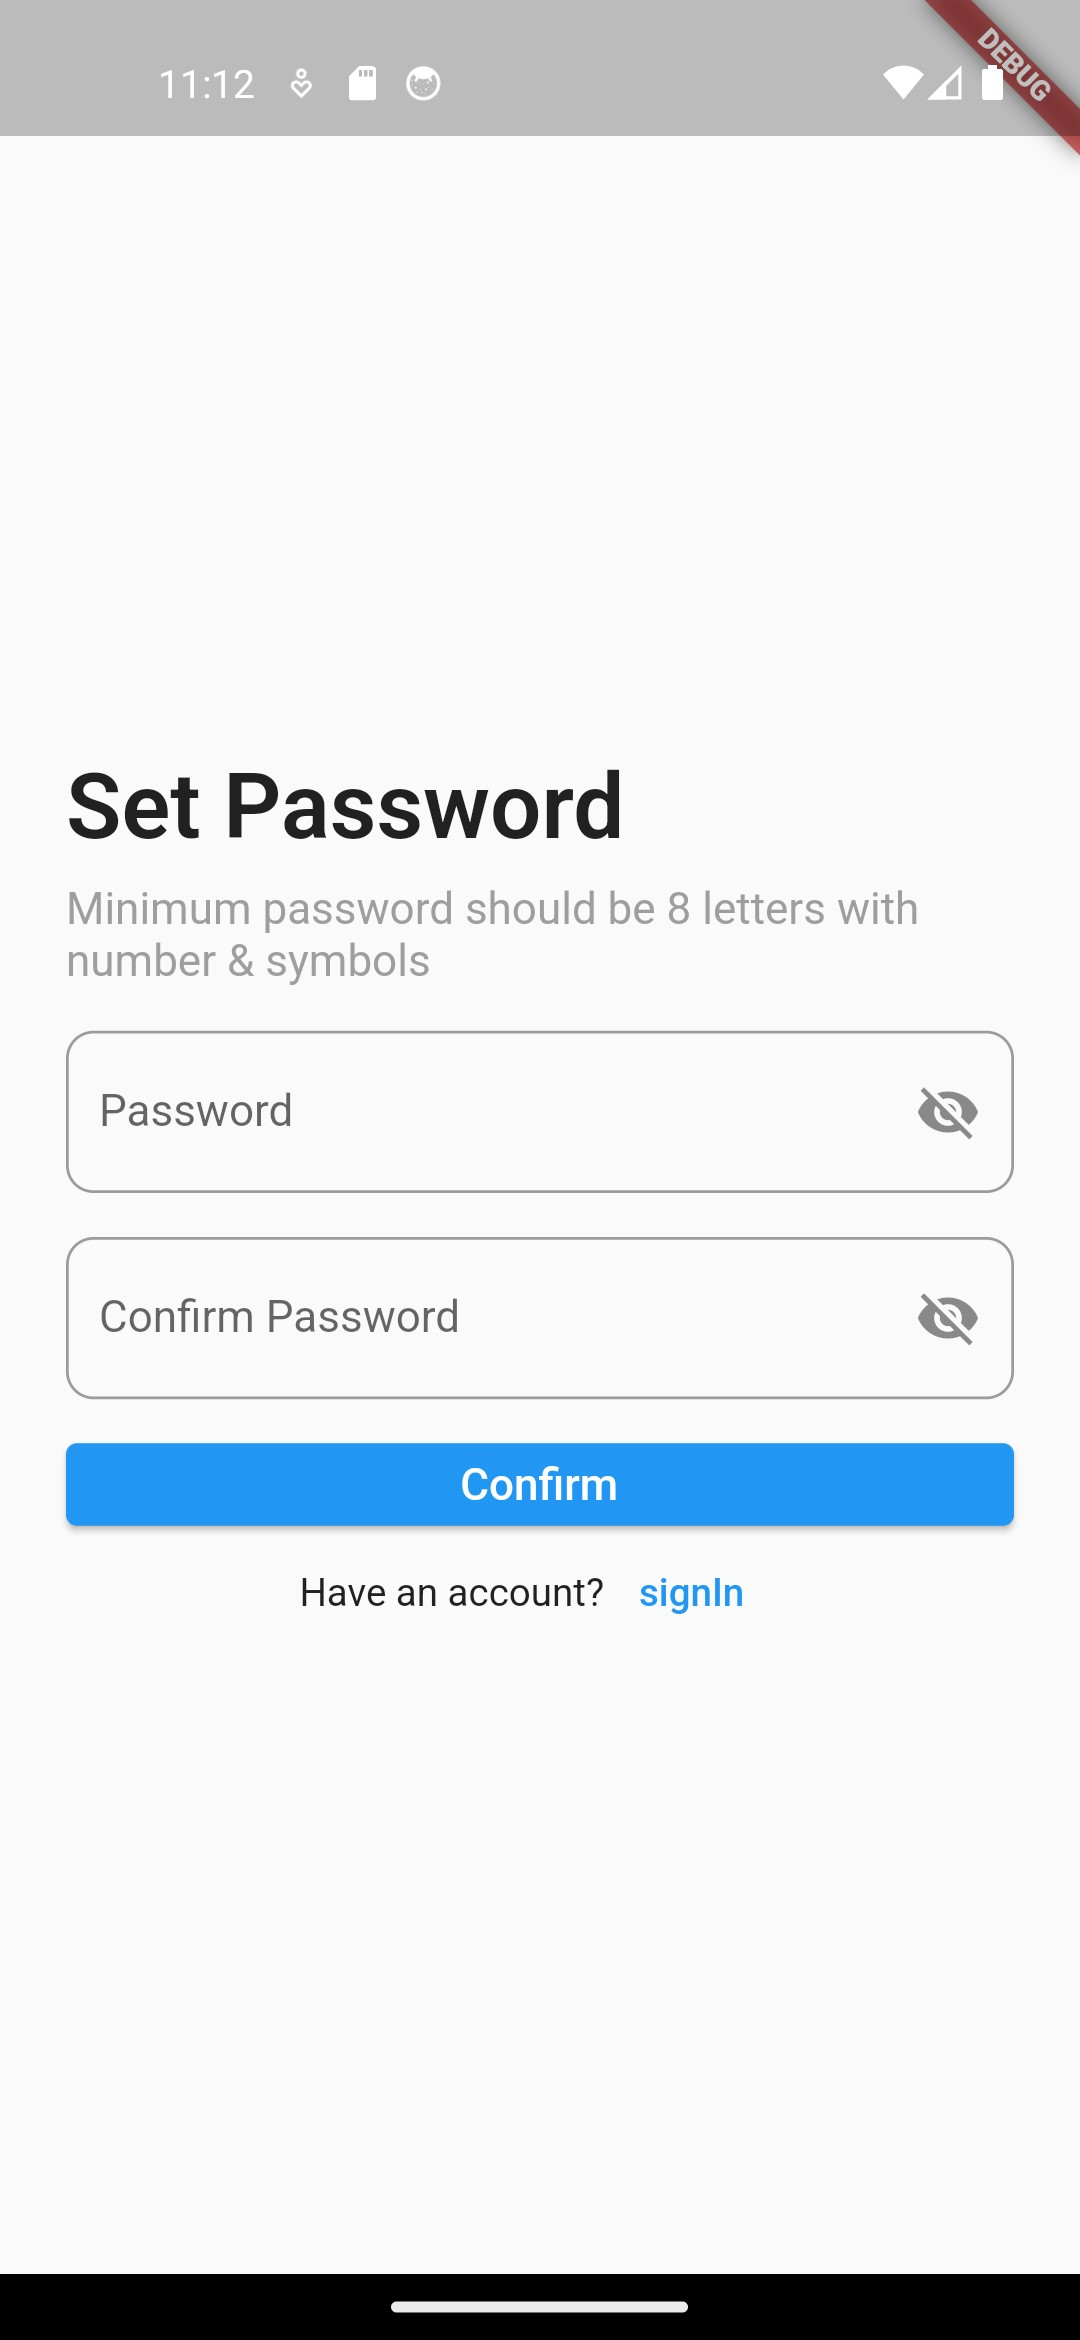 11:12
DEBUG
Set Password
Minimum password should be 8 letters with
number & symbols
Password
Confirm Password
Confirm
Have an account? signIn